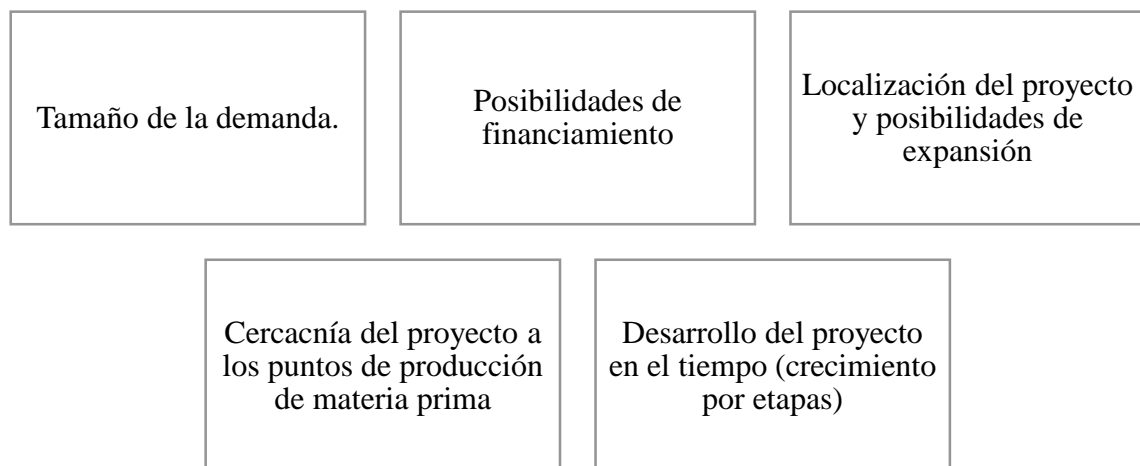 Tamaño de la demanda.
Posibilidades de
financiamiento
Localización del proyecto
y posibilidades de
expansión
Cercacnía del proyecto a
los puntos de producción
de materia prima
Desarrollo del proyecto
en el tiempo (crecimiento
por etapas)